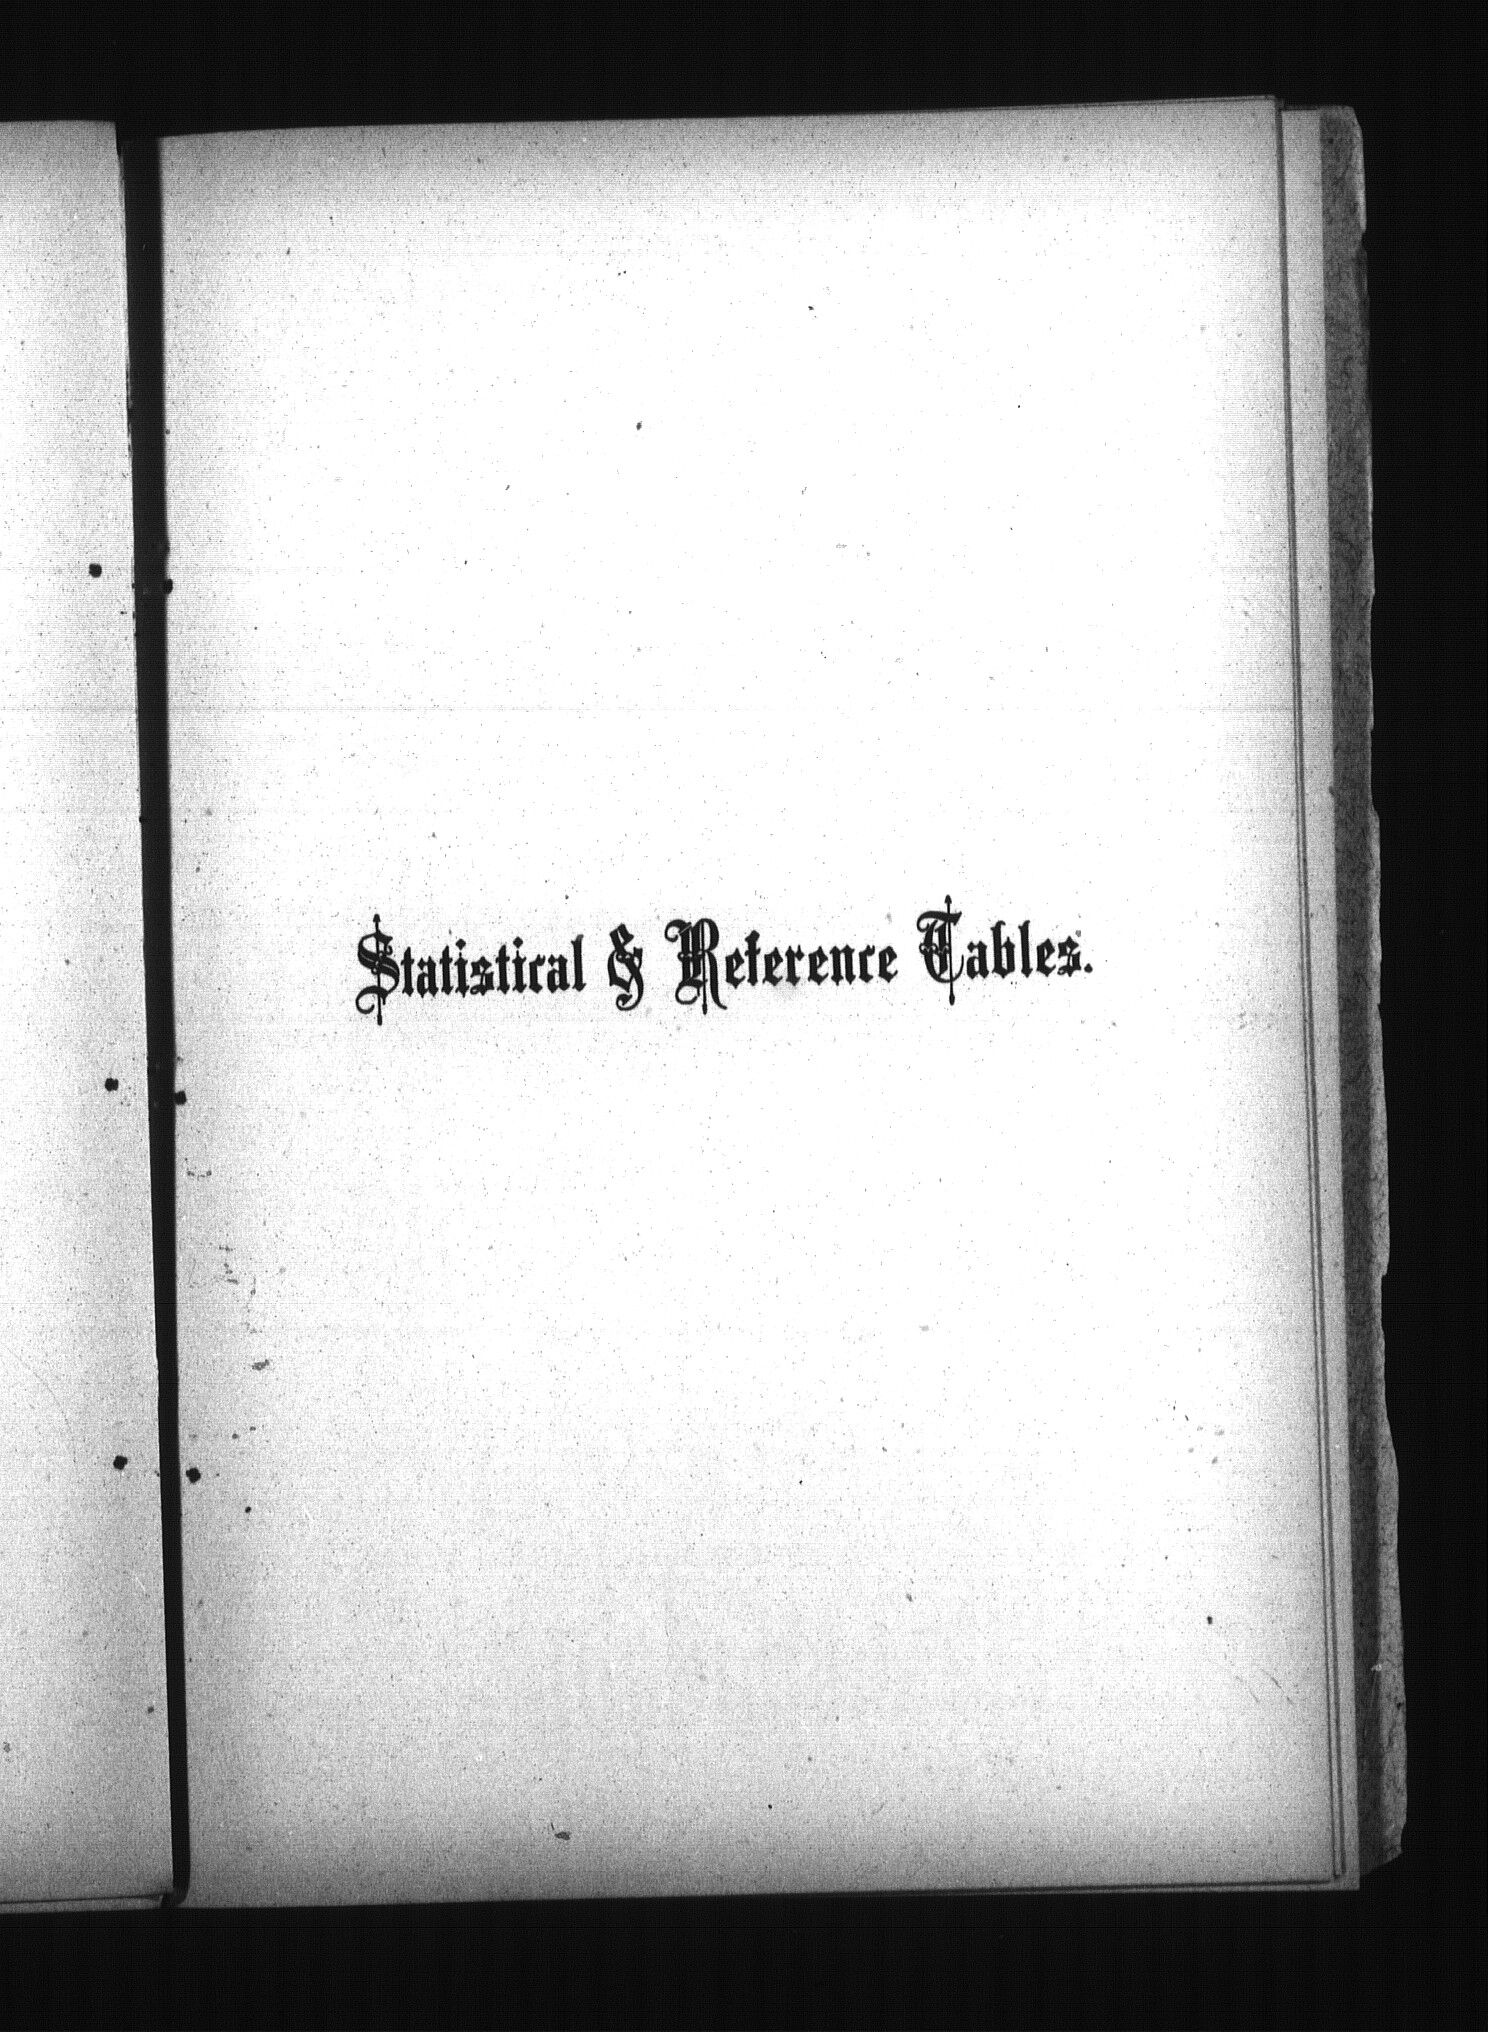 Statistical & Reference Tables.